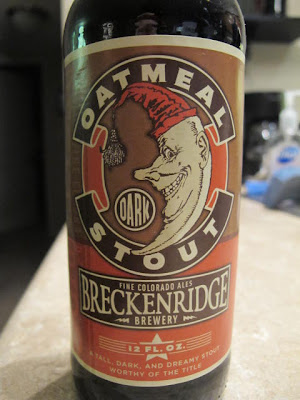 OATMEAL
DARK
STOUT
FINE COLORADO ALES
BRECKENRIDGE
BREWERY
12 FL. OZ.
A TALL, DARK, AND DREAMY STOUT
WORTHY OF THE TITLE